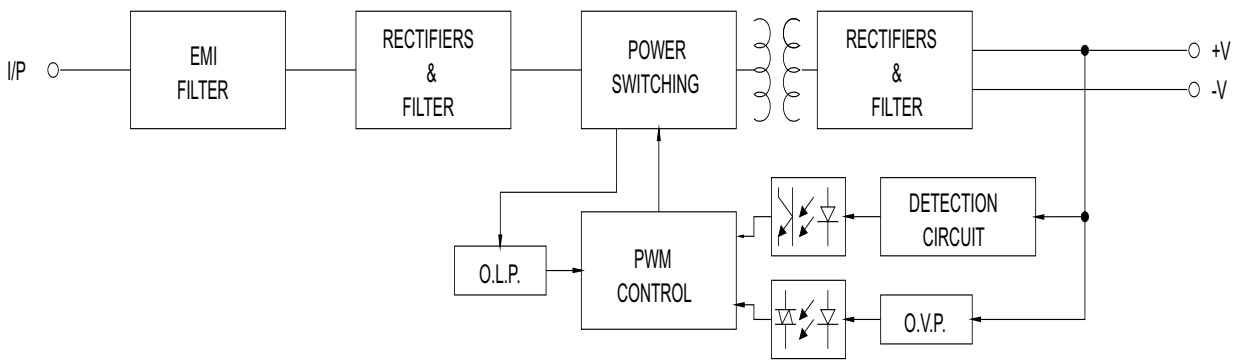 I/P
EMI
FILTER
RECTIFIERS
&
FILTER
POWER
SWITCHING
RECTIFIERS
&
FILTER
+V
-V
O.L.P.
PWM
CONTROL
DETECTION
CIRCUIT
O.V.P.